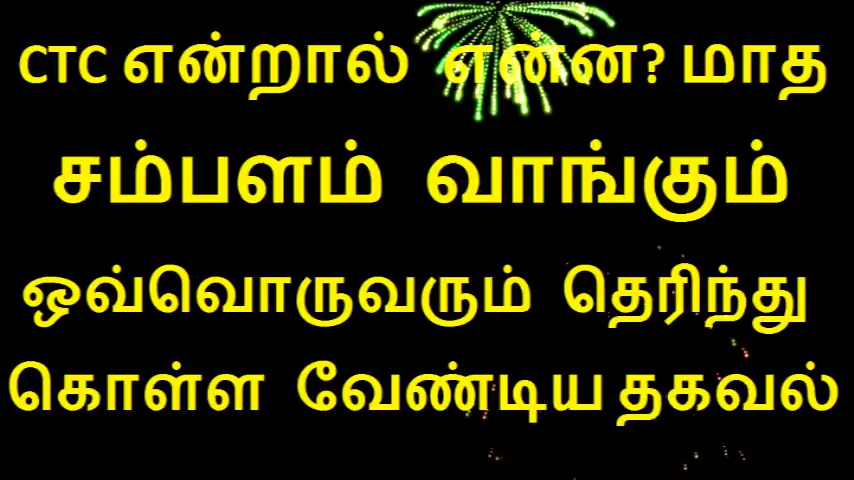 CTC என்றால் என்ன? மாத
சம்பளம் வாங்கும்
ஒவ்வொருவரும் தெரிந்து
கொள்ள வேண்டிய தகவல்